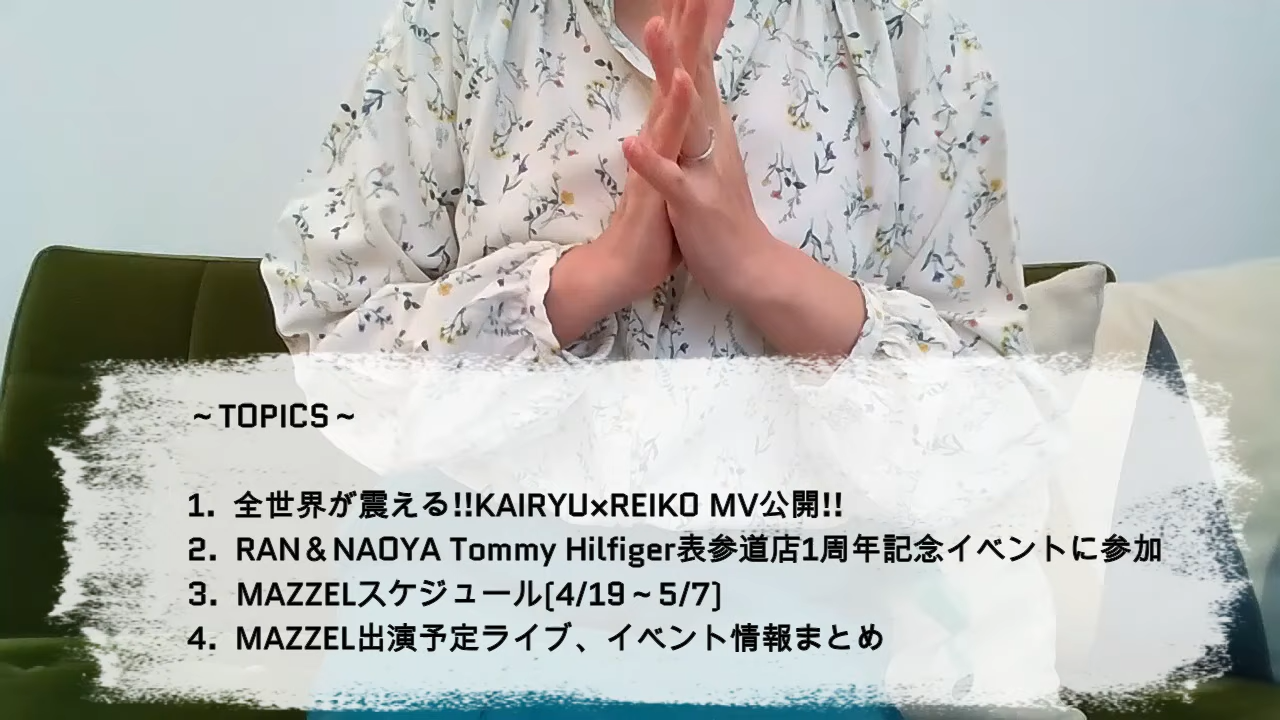 ～TOPICS～
1. 全世界が震える!!KAIRYU×REIKO MV公開!!
2. RAN＆NAOYA Tommy Hilfiger表参道店1周年記念イベントに参加
3. MAZZELスケジュール[4/19～5/7]
4. MAZZEL出演予定ライブ、イベント情報まとめ